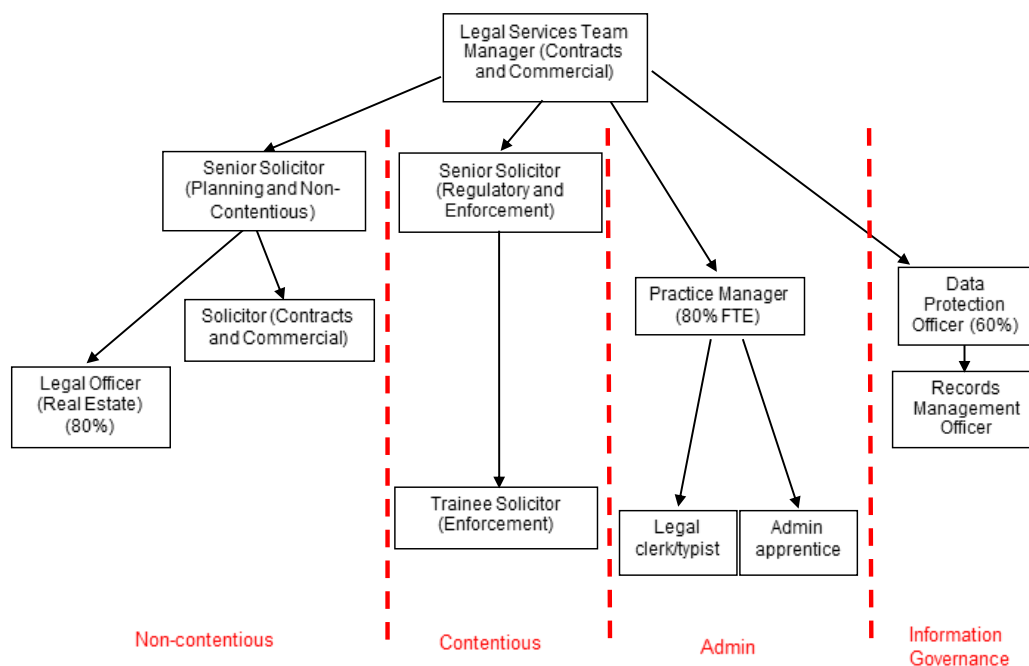 Legal Services Team
Manager (Contracts
and Commercial)
Senior Solicitor
(Planning and Non-
Contentious)
Senior Solicitor
(Regulatory and
Enforcement)
Solicitor (Contracts
and Commercial)
Practice Manager
(80% FTE)
Data
Protection
Officer (60%)
Legal Officer
(Real Estate)
(80%)
Records
Management
Officer
Trainee Solicitor
(Enforcement)
Legal
clerk/typist
Admin
apprentice
Non-contentious
Contentious
Admin
Information
Governance